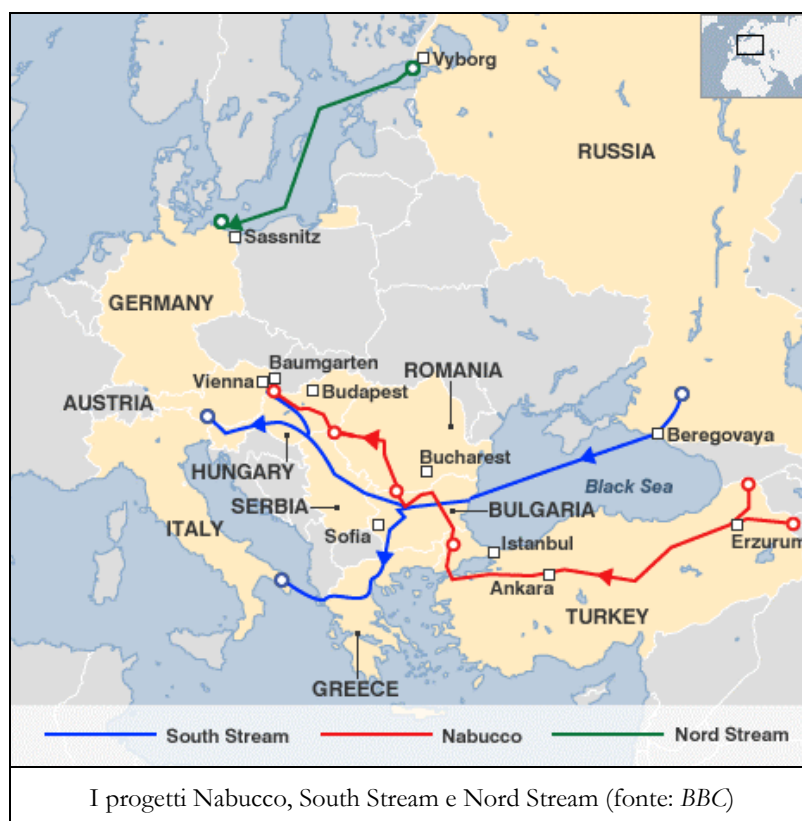 Vyborg
RUSSIA
Sassnitz
GERMANY
Baumgarten
Vienna
Budapest
ROMANIA
AUSTRIA
Beregovaya
HUNGARY
Bucharest
Black Sea
SERBIA
BULGARIA
ITALY
Sofia
Istanbul
Erzurum
Ankara
TURKEY
GREECE
South Stream
Nabucco
Nord Stream
I progetti Nabucco, South Stream e Nord Stream (fonte: BBC)